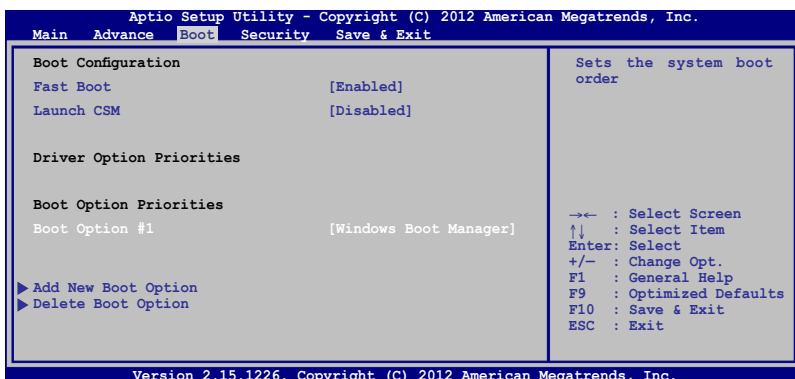 Aptio Setup Utility - Copyright (C) 2012 American Megatrends, Inc.
Main Advance Boot Security Save & Exit
Boot Configuration
Fast Boot [Enabled]
Launch CSM [Disabled]
Driver Option Priorities
Boot Option Priorities
Boot Option #1 [Windows Boot Manager]
Add New Boot Option
Delete Boot Option
Sets the system boot
order
→← : Select Screen
↑↓ : Select Item
Enter: Select
+/— : Change Opt.
F1 : General Help
F9 : Optimized Defaults
F10 : Save & Exit
ESC : Exit
Version 2.15.1226. Copyright (C) 2012 American Megatrends, Inc.